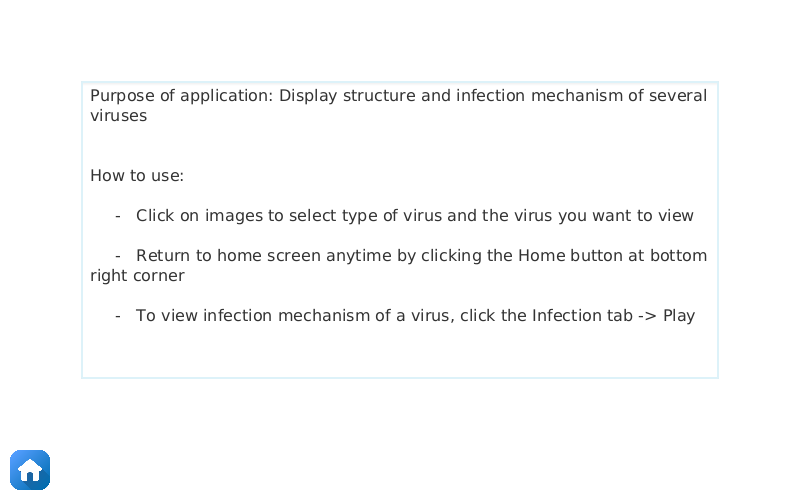 Purpose of application: Display structure and infection mechanism of several
viruses
How to use:
- Click on images to select type of virus and the virus you want to view
- Return to home screen anytime by clicking the Home button at bottom
right corner
- To view infection mechanism of a virus, click the Infection tab -> Play